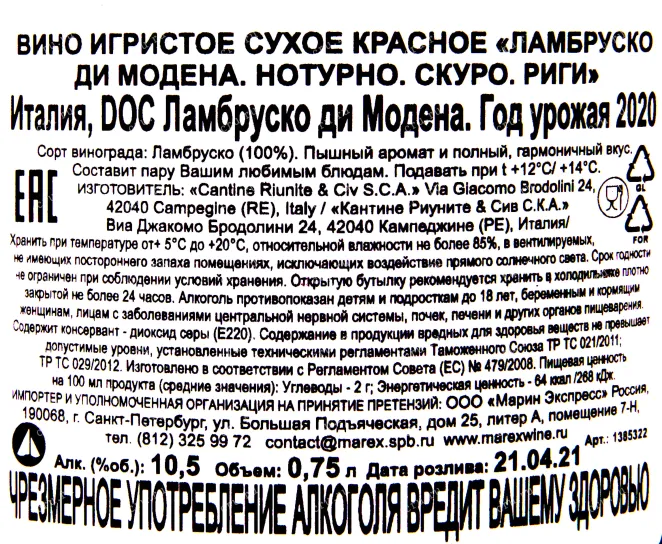 ВИНО ИГРИСТОЕ СУХОЕ КРАСНОЕ «ЛАМБРУСКО
ДИ МОДЕНА. НОТУРНО. СКУРО. РИГИ»
Италия, DOC Ламбруско ди Модена. Год урожая 2020
Сорт винограда: Ламбруско (100%). Пышный аромат и полный, гармоничный вкус.
Составит пару Вашим любимым блюдам. Подавать при t +12°C/ +14°C.
ИЗГОТОВИТЕЛЬ: «Cantine Riunite & Civ S.C.A.» Via Giacomo Brodolini 24,
42040 Campegine (RE), Italy / «Кантине Риуните & Сив С.К.А.»
Виа Джакомо Бродолини 24, 42040 Кампеджине (РЕ), Италия/
EAC
GL
FOR
Хранить при температуре от+ 5°C до +20°C, относительной влажности не более 85%, в вентилируемых,
не имеющих постороннего запаха помещениях, исключающих воздействие прямого солнечного света. Срок годности
не ограничен при соблюдении условий хранения. Открытую бутылку рекомендуется хранить в холодильнике плотно
закрытой не более 24 часов. Алкоголь противопоказан детям и подросткам до 18 лет, беременным и кормящим
женщинам, лицам с заболеваниями центральной нервной системы, почек, печени и других органов пищеварения.
Содержит консервант - диоксид серы (E220). Содержание в продукции вредных для здоровья веществ не превышает
допустимые уровни, установленные техническими регламентами Таможенного Союза ТР ТС 021/2011;
ТР ТС 029/2012. Изготовлено в соответствии с Регламентом Совета (ЕС) № 479/2008. Пищевая ценность
на 100 мл продукта (средние значения): Углеводы - 2 г; Энергетическая ценность - 64 ккал /268 кДж.
ИМПОРТЕР И УПОЛНОМОЧЕННАЯ ОРГАНИЗАЦИЯ НА ПРИНЯТИЕ ПРЕТЕНЗИЙ: ООО «Марин Экспресс» Россия,
190068, г. Санкт-Петербург, ул. Большая Подъяческая, дом 25, литер А, помещение 7-Н,
тел. (812) 325 99 72 contact@marex.spb.ru www.marexwine.ru Арт.: 1385322
Алк. (%об.): 10,5 Объем: 0,75 л Дата розлива: 21.04.21
ЧРЕЗМЕРНОЕ УПОТРЕБЛЕНИЕ АЛКОГОЛЯ ВРЕДИТ ВАШЕМУ ЗДОРОВЬЮ